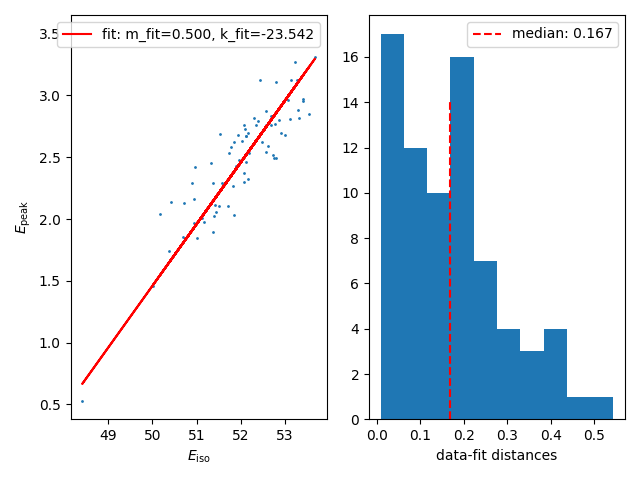 fit: m_fit=0.500, k_fit=-23.542
3.5
3.0
2.5
2.0
1.5
1.0
0.5
E_peak
49 50 51 52 53
E_iso
median: 0.167
16
14
12
10
8
6
4
2
0
0.0 0.1 0.2 0.3 0.4 0.5
data-fit distances